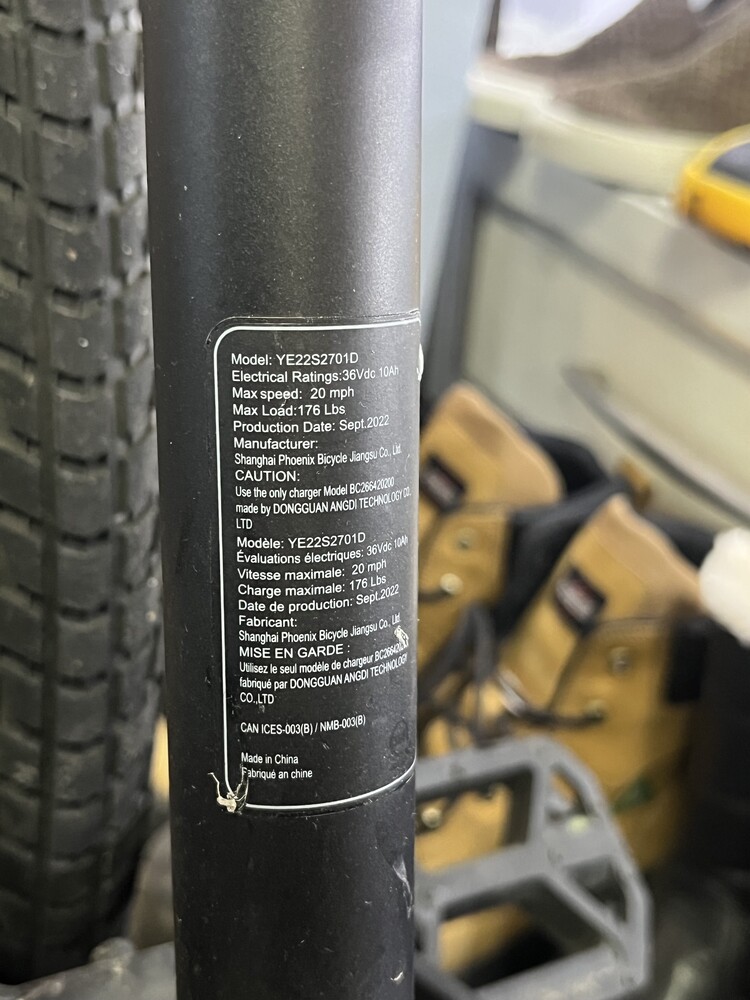 Model: YE22S2701D
Electrical Ratings:36Vdc 10Ah
Max speed: 20 mph
Max Load:176 Lbs
Production Date: Sept.2022
Manufacturer:
Shanghai Phoenix Bicycle Jiangsu Co., Ltd.
CAUTION:
Use the only charger Model BC266420200
made by DONGGUAN ANGDI TECHNOLOGY CO.,
LTD
Modèle: YE22S2701D
Évaluations électriques: 36Vdc 10Ah
Vitesse maximale: 20 mph
Charge maximale: 176 Lbs
Date de production: Sept.2022
Fabricant:
Shanghai Phoenix Bicycle Jiangsu Co., Ltd.
MISE EN GARDE :
Utilisez le seul modèle de chargeur
fabriqué par DONGGUAN ANGDI TECHNOLOGY
CO.,LTD
CAN ICES-003(B) / NMB-003(B)
Made in China
Fabriqué an chine